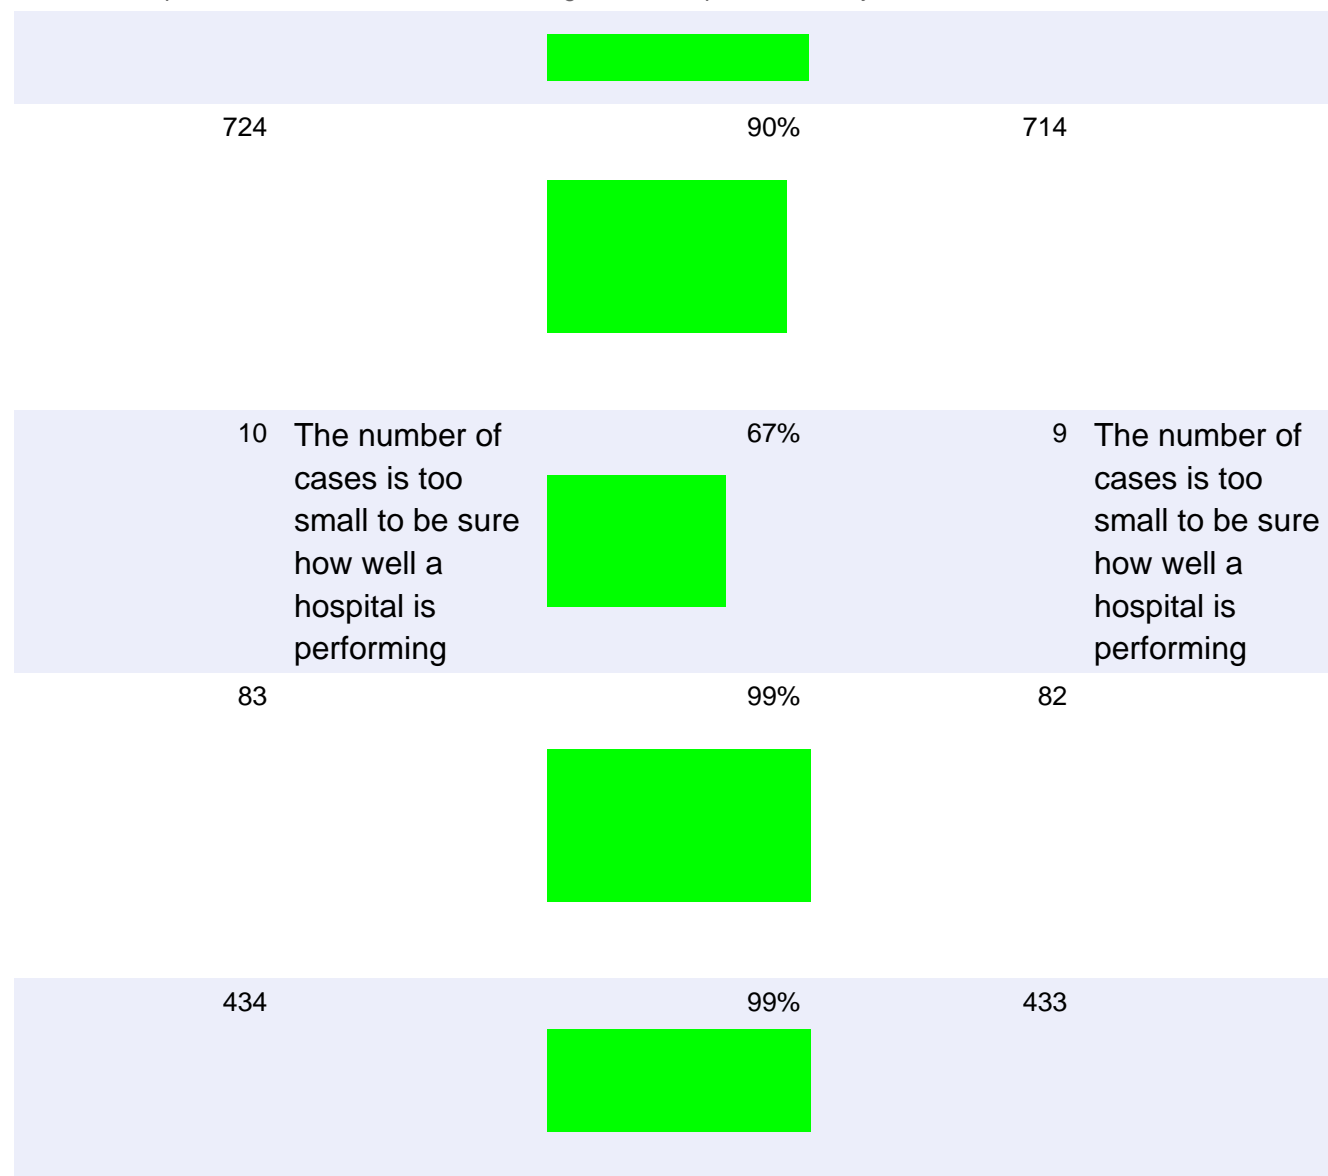 724 90% 714
10 The number of 67% 9 The number of
cases is too cases is too
small to be sure small to be sure
how well a how well a
hospital is hospital is
performing performing
83 99% 82
434 99% 433